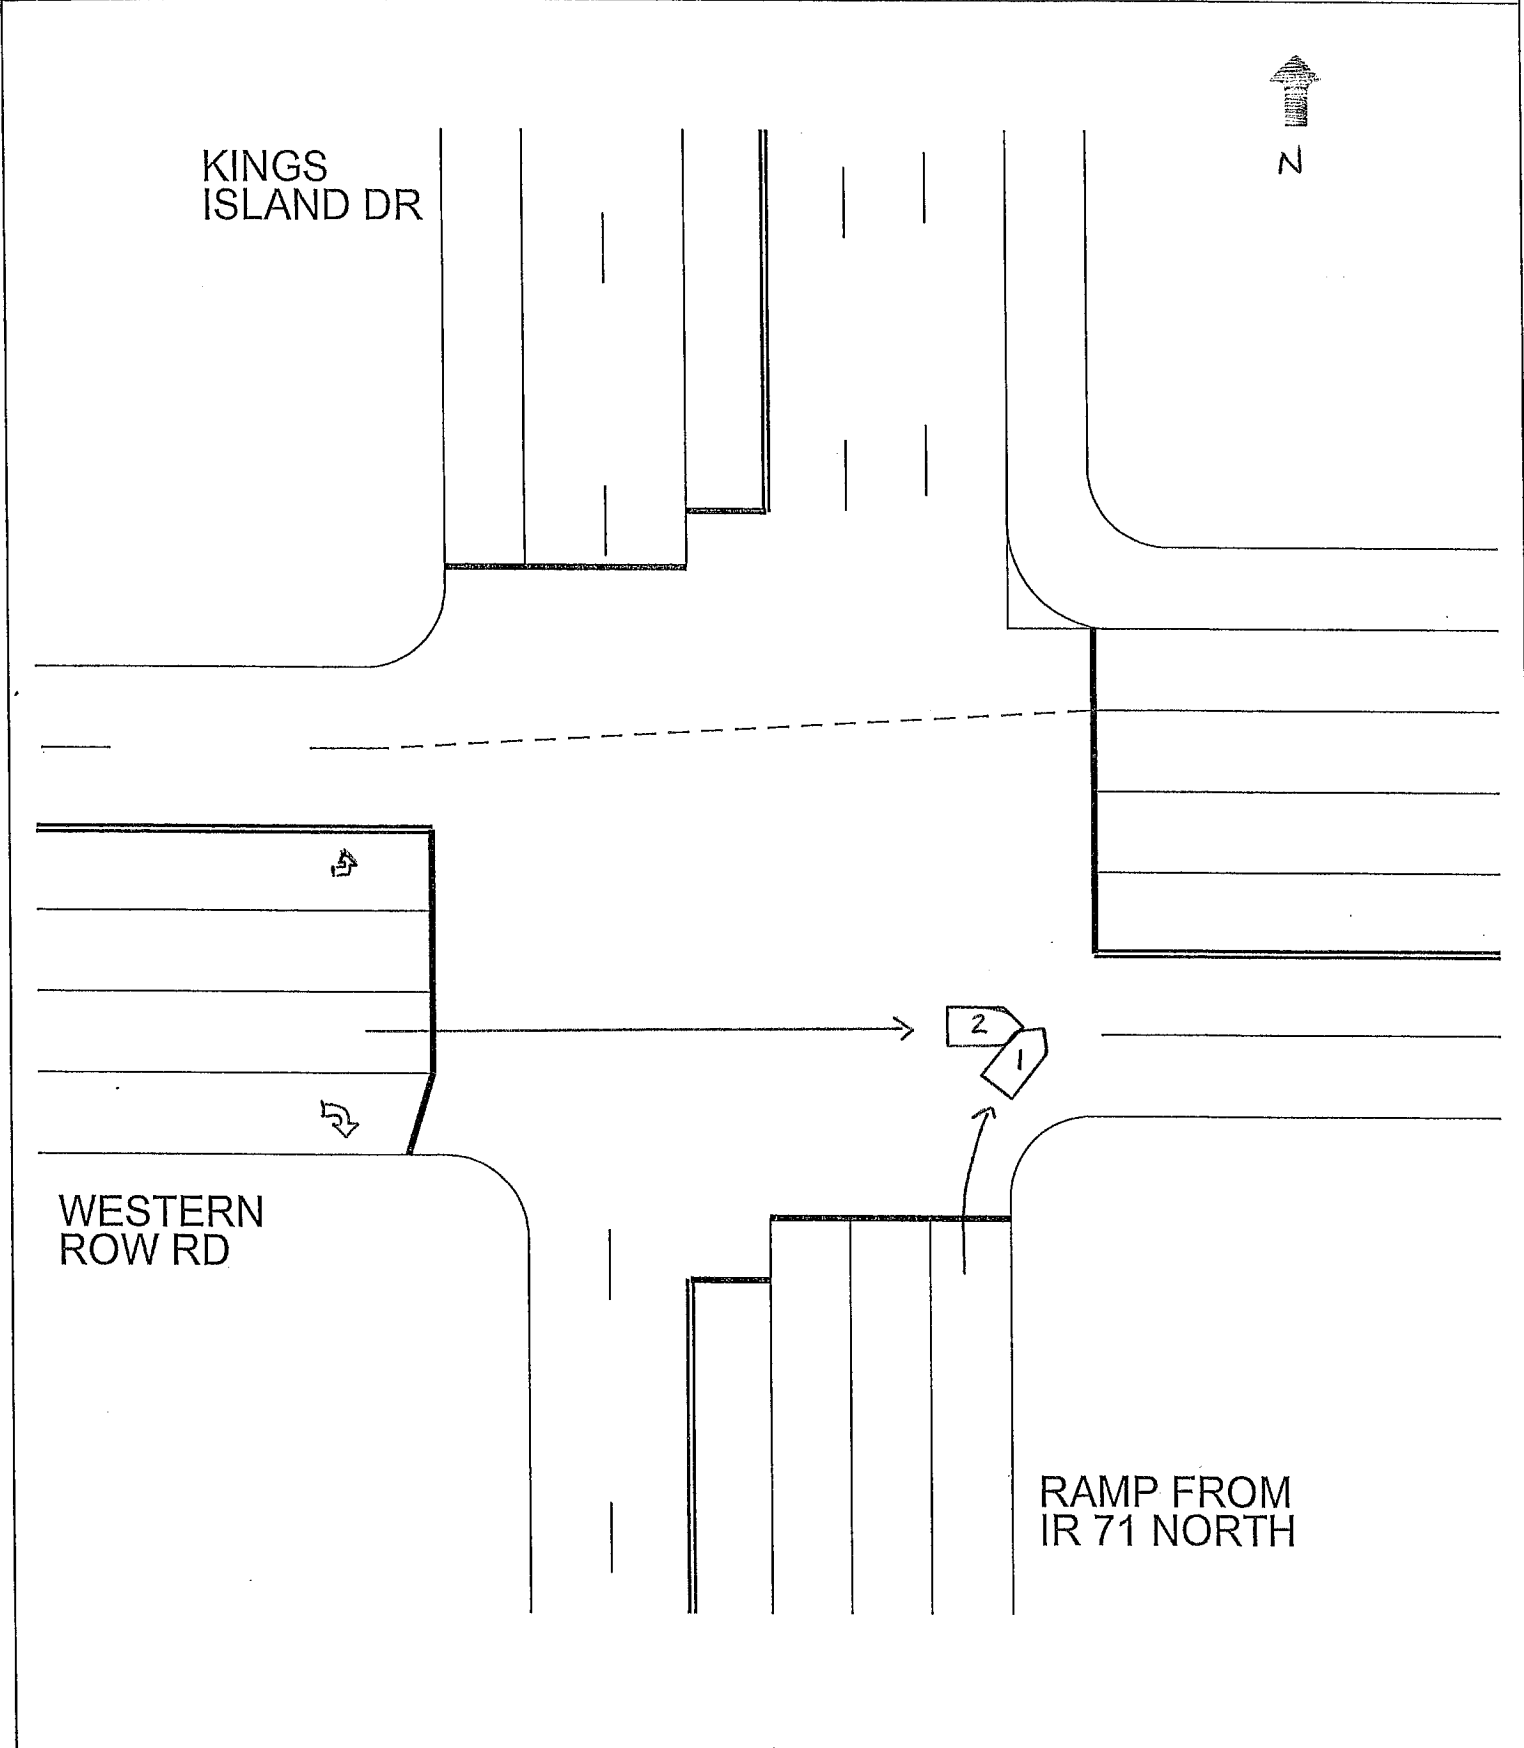 N
KINGS
ISLAND DR
2
1
WESTERN
ROW RD
RAMP FROM
IR 71 NORTH